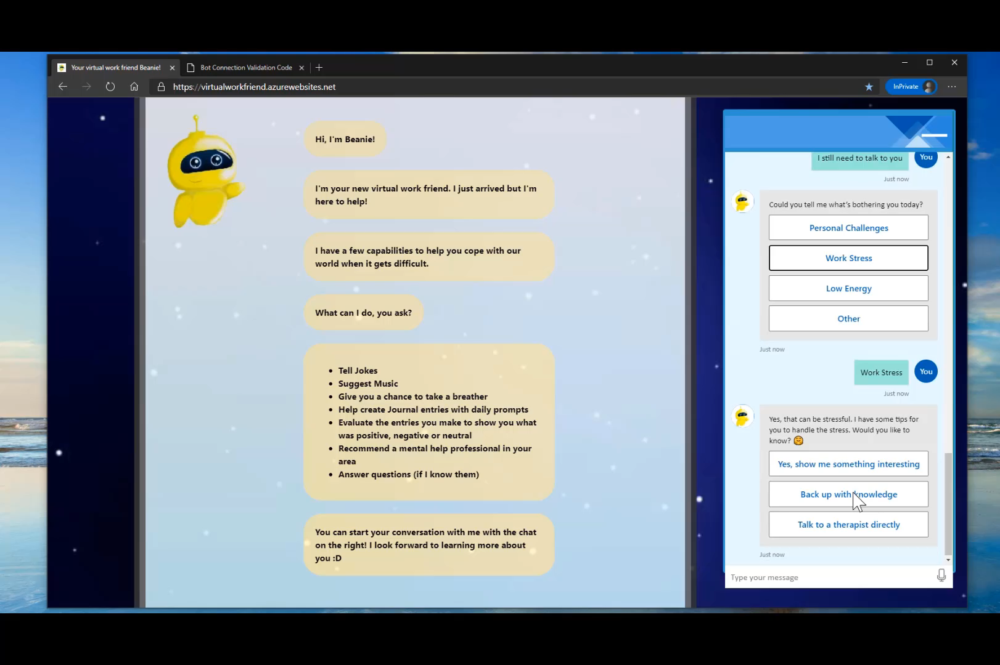 Your virtual work friend Beanie!
Bot Connection Validation Code
https://virtualworkfriend.azurewebsites.net
InPrivate
Hi, I'm Beanie!
I'm your new virtual work friend. I just arrived but I'm
here to help!
I have a few capabilities to help you cope with our
world when it gets difficult.
What can I do, you ask?
• Tell Jokes
• Suggest Music
• Give you a chance to take a breather
• Help create Journal entries with daily prompts
• Evaluate the entries you make to show you what
was positive, negative or neutral
• Recommend a mental help professional in your
area
• Answer questions (if I know them)
You can start your conversation with me with the chat
on the right! I look forward to learning more about
you :D
I still need to talk to you
You
Just now
Could you tell me what's bothering you today?
Personal Challenges
Work Stress
Low Energy
Other
Just now
Work Stress
You
Just now
Yes, that can be stressful. I have some tips for
you to handle the stress. Would you like to
know? 🤗
Yes, show me something interesting
Back up with knowledge
Talk to a therapist directly
Just now
Type your message